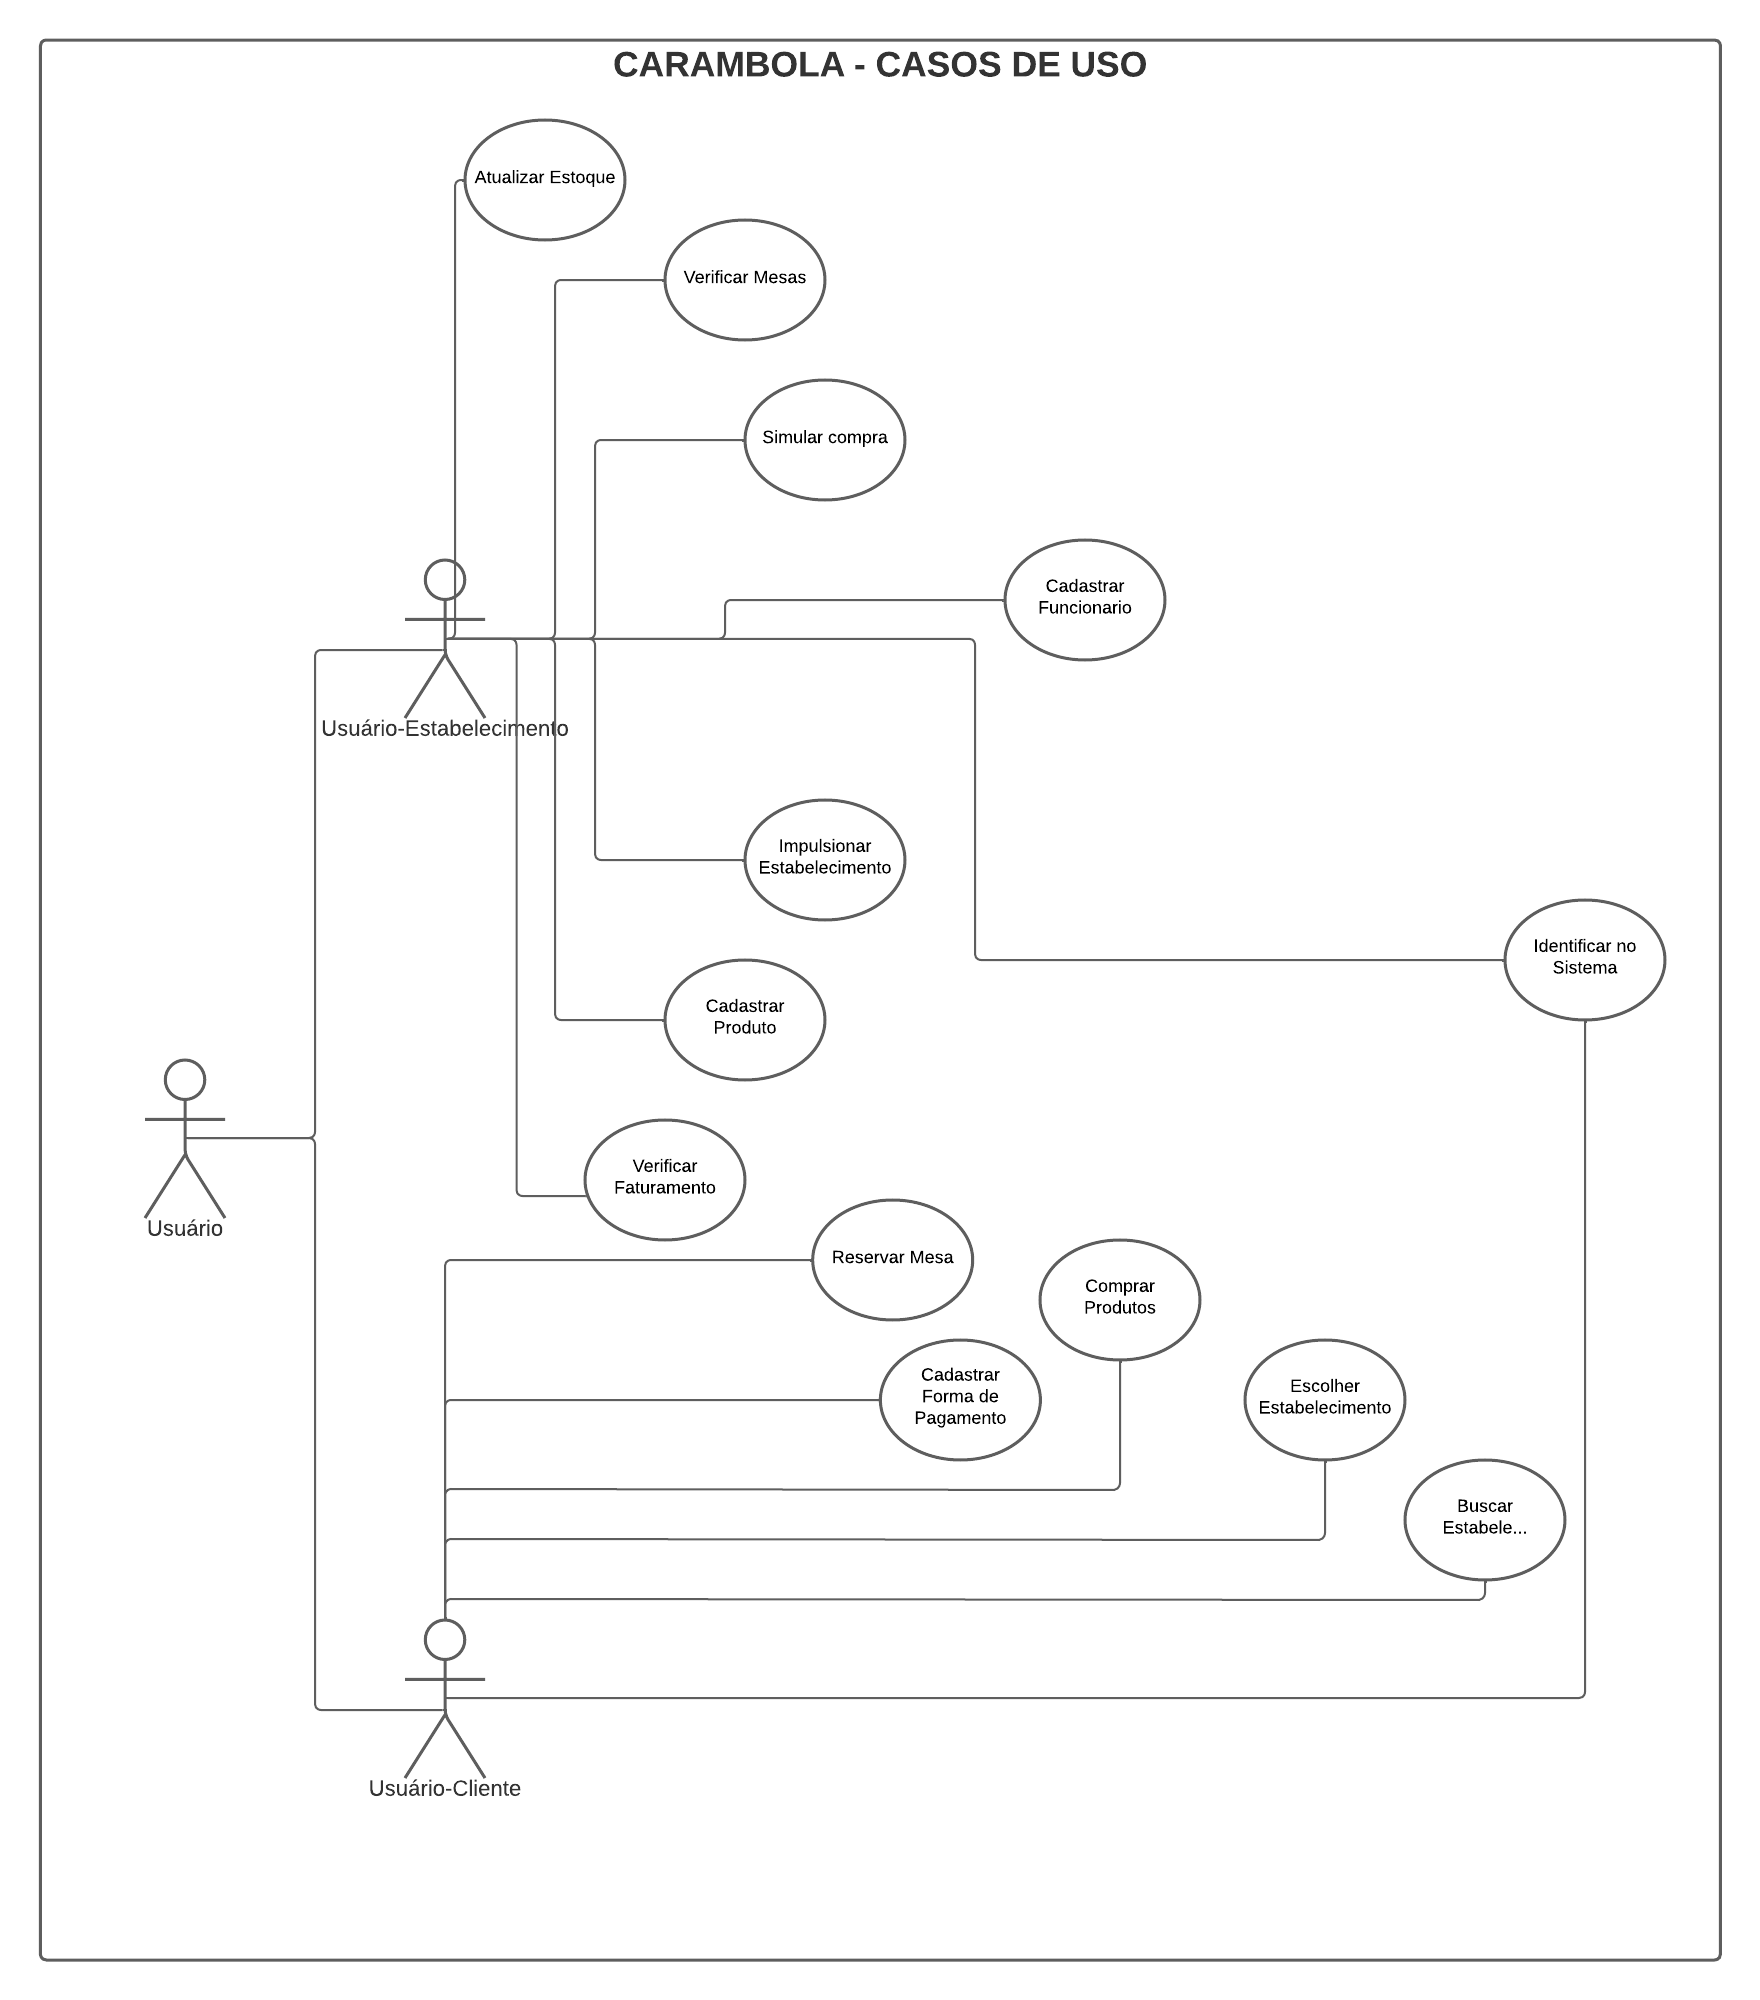 CARAMBOLA - CASOS DE USO
Atualizar Estoque
Verificar Mesas
Simular compra
Cadastrar
Funcionario
Usuário-Estabelecimento
Impulsionar
Estabelecimento
Identificar no
Sistema
Cadastrar
Produto
Usuário
Verificar
Faturamento
Reservar Mesa
Comprar
Produtos
Cadastrar
Forma de
Pagamento
Escolher
Estabelecimento
Buscar
Estabele...
Usuário-Cliente